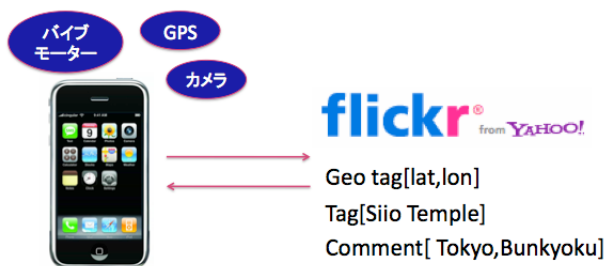 バイブ
モーター
GPS
カメラ
flickr®
from YAHOO!
Geo tag[lat,lon]
Tag[Siio Temple]
Comment[ Tokyo,Bunkyoku]